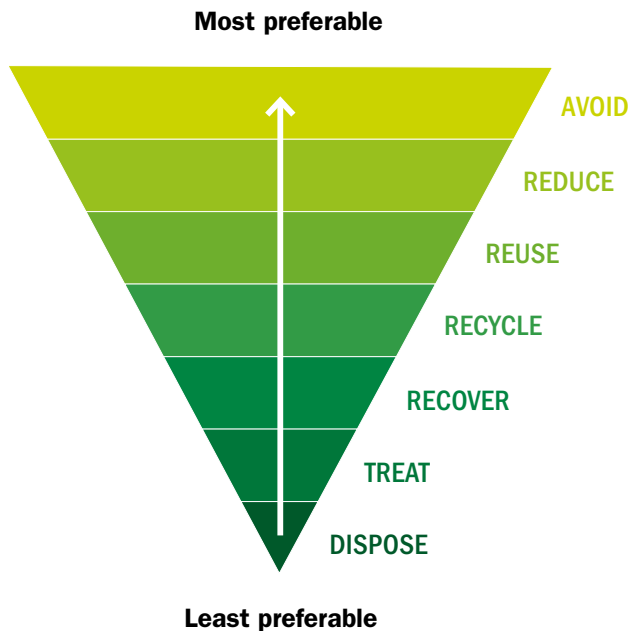 Most preferable
AVOID
REDUCE
REUSE
RECYCLE
RECOVER
TREAT
DISPOSE
Least preferable